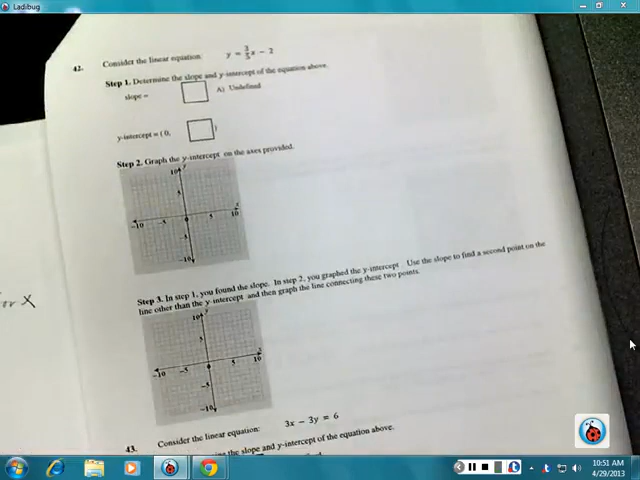 Ladibug
42. Consider the linear equation: y = 3/5 x − 2
Step 1. Determine the slope and y-intercept of the equation above.
slope = A) Undefined
y-intercept = ( 0, )
Step 2. Graph the y-intercept on the axes provided.
10 y
5
x
−10 −5 5 10
−5
−10
Step 3. In step 1, you found the slope. In step 2, you graphed the y-intercept. Use the slope to find a second point on the
line other than the y-intercept and then graph the line connecting these two points.
or X
10 y
5
x
−10 −5 5 10
−5
−10
43. Consider the linear equation: 3x − 3y = 6
the slope and y-intercept of the equation above.
10:51 AM
4/29/2013